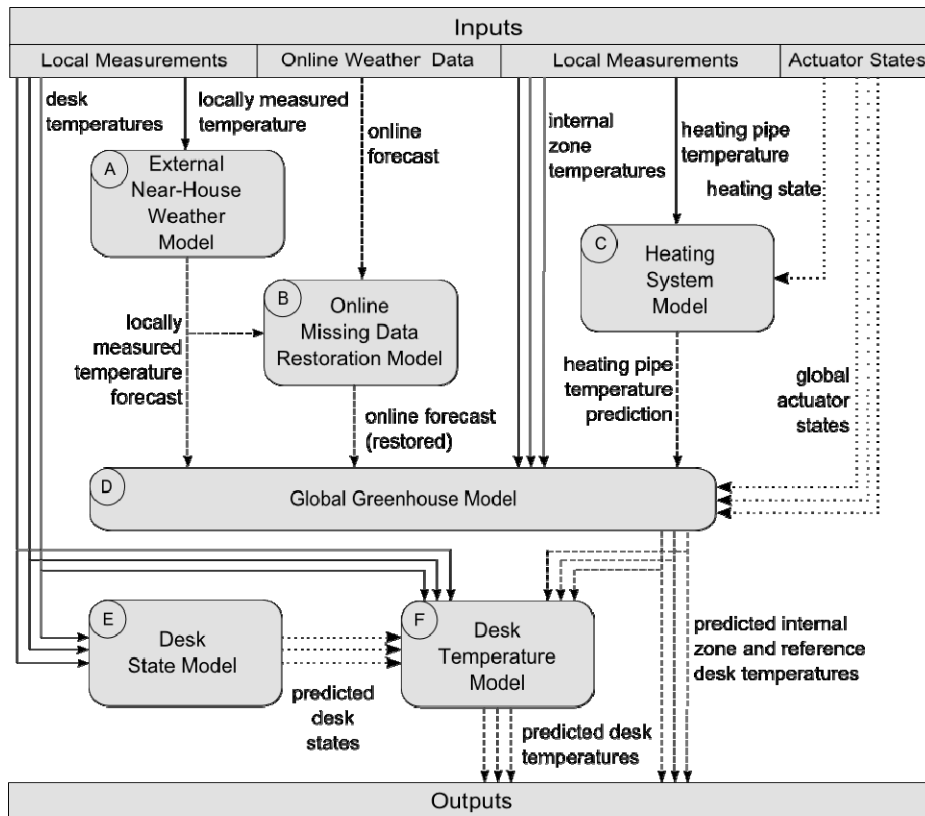 Inputs
Local Measurements
Online Weather Data
Local Measurements
Actuator States
desk
temperatures
locally measured
temperature
online
forecast
internal
zone
temperatures
heating pipe
temperature
heating state
A
External
Near-House
Weather
Model
B
Online
Missing Data
Restoration Model
C
Heating
System
Model
locally
measured
temperature
forecast
online forecast
(restored)
heating pipe
temperature
prediction
global
actuator
states
D
Global Greenhouse Model
E
Desk
State Model
F
Desk
Temperature
Model
predicted
desk
states
predicted internal
zone and reference
desk temperatures
predicted desk
temperatures
Outputs